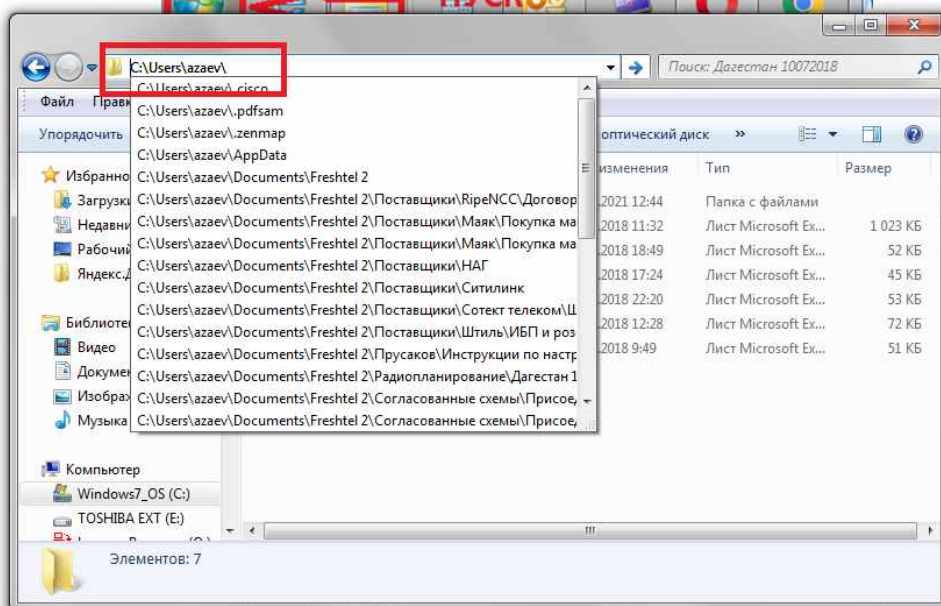 ПУСК
C:\Users\azaev\
Поиск: Дагестан 10072018
Файл
C:\Users\azaev\.cisco
C:\Users\azaev\.pdfsam
Упорядочить
C:\Users\azaev\.zenmap
оптический диск »
C:\Users\azaev\AppData
Тип Размер
C:\Users\azaev\Documents\Freshtel 2
C:\Users\azaev\Documents\Freshtel 2\Поставщики\RipeNCC\Договор
.2021 12:44 Папка с файлами
C:\Users\azaev\Documents\Freshtel 2\Поставщики\Маяк\Покупка ма
.2018 11:32 Лист Microsoft Ex... 1 023 КБ
Рабочий
C:\Users\azaev\Documents\Freshtel 2\Поставщики\Маяк\Покупка ма
.2018 18:49 Лист Microsoft Ex... 52 КБ
C:\Users\azaev\Documents\Freshtel 2\Поставщики\НАГ
.2018 17:24 Лист Microsoft Ex... 45 КБ
C:\Users\azaev\Documents\Freshtel 2\Поставщики\Ситилинк
.2018 22:20 Лист Microsoft Ex... 53 КБ
C:\Users\azaev\Documents\Freshtel 2\Поставщики\Сотект телеком\Ш
.2018 12:28 Лист Microsoft Ex... 72 КБ
Видео
C:\Users\azaev\Documents\Freshtel 2\Поставщики\Штиль\ИБП и роз
.2018 9:49 Лист Microsoft Ex... 51 КБ
C:\Users\azaev\Documents\Freshtel 2\Прусаков\Инструкции по настр
C:\Users\azaev\Documents\Freshtel 2\Радиопланирование\Дагестан 1
C:\Users\azaev\Documents\Freshtel 2\Согласованные схемы\Присое
Музыка
C:\Users\azaev\Documents\Freshtel 2\Согласованные схемы\Присое
Компьютер
Windows7_OS (C:)
TOSHIBA EXT (E:)
Элементов: 7